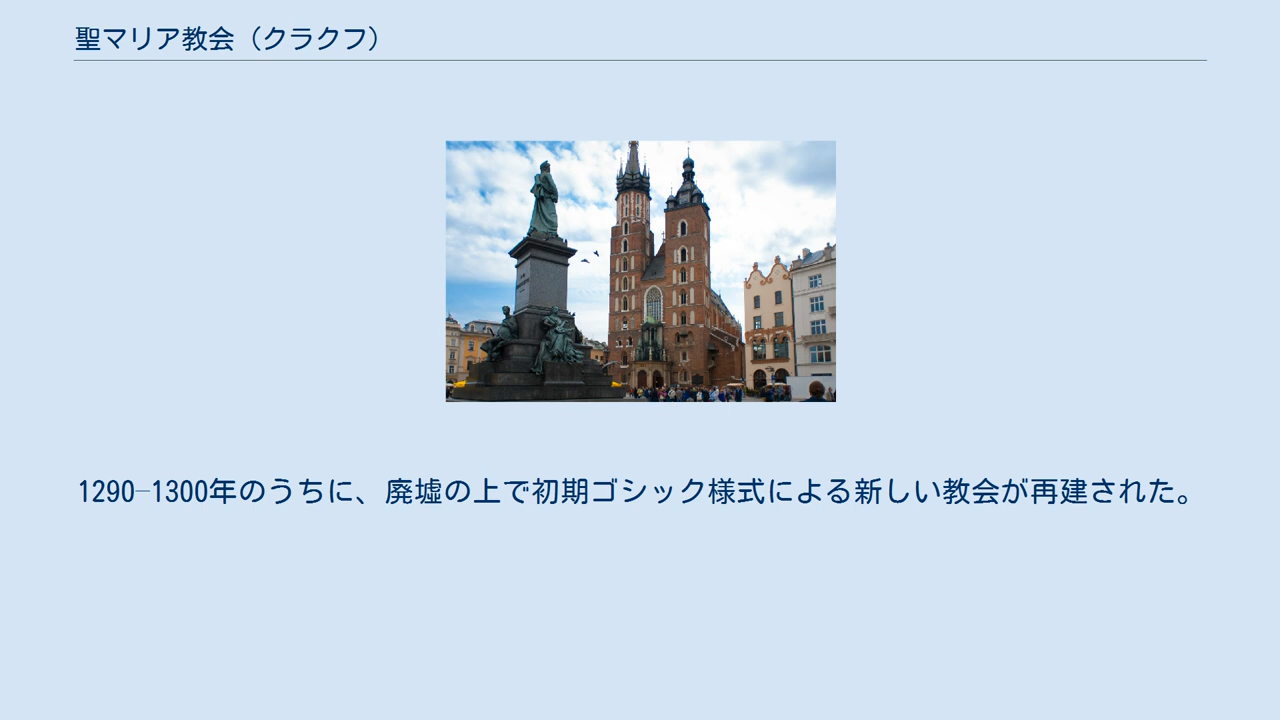 聖マリア教会（クラクフ）
1290–1300年のうちに、廃墟の上で初期ゴシック様式による新しい教会が再建された。